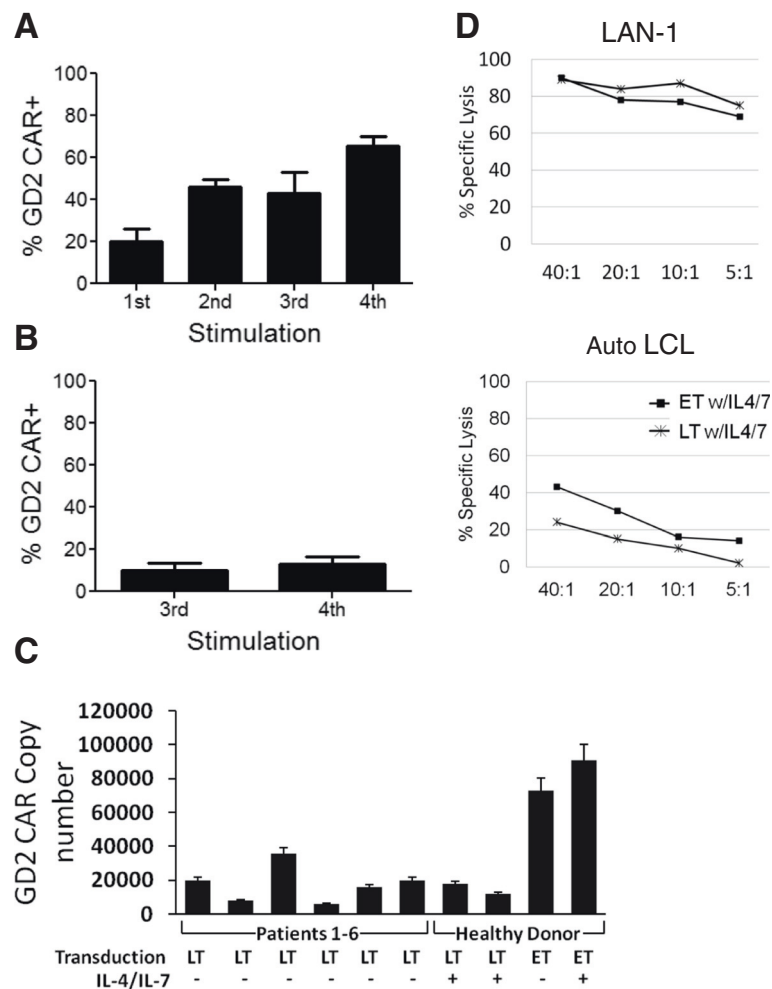 A
% GD2 CAR+
100
80
60
40
20
0
1st 2nd 3rd 4th
Stimulation
B
% GD2 CAR+
100
80
60
40
20
0
3rd 4th
Stimulation
D
LAN-1
% Specific Lysis
100
80
60
40
20
0
40:1 20:1 10:1 5:1
Auto LCL
% Specific Lysis
100
80
60
40
20
0
ET w/IL4/7
LT w/IL4/7
40:1 20:1 10:1 5:1
C
GD2 CAR Copy
number
120000
100000
80000
60000
40000
20000
0
Patients 1-6 Healthy Donor
Transduction LT LT LT LT LT LT LT LT ET ET
IL-4/IL-7 - - - - - - + + - +